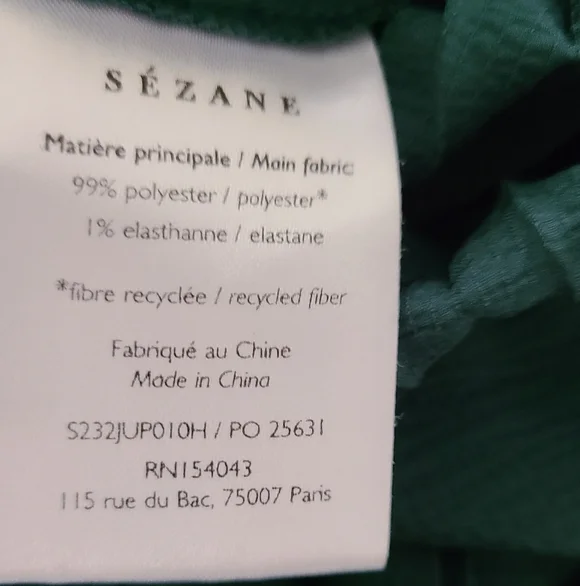 SÉZANE
Matière principale / Main fabric
99% polyester / polyester*
1% elasthanne / elastane
*fibre recyclée / recycled fiber
Fabriqué au Chine
Made in China
S232JUP010H / PO 25631
RN154043
115 rue du Bac, 75007 Paris